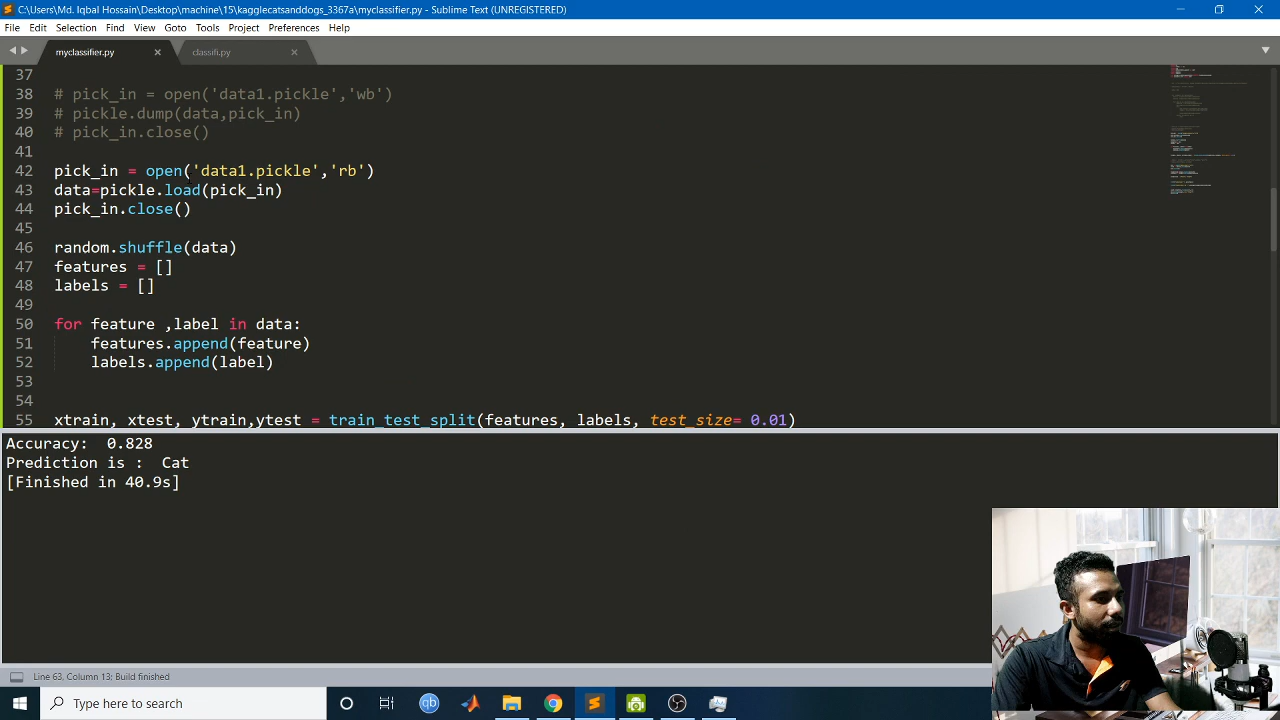 C:\Users\Md. Iqbal Hossain\Desktop\machine\15\kagglecatsanddogs_3367a\myclassifier.py - Sublime Text (UNREGISTERED)
File Edit Selection Find View Goto Tools Project Preferences Help
myclassifier.py classifi.py
37
38 # pick_in = open('data1.pickle','wb')
39 # pickle.dump(data,pick_in)
40 # pick_in.close()
41
42 pick_in = open('data1.pickle','rb')
43 data=pickle.load(pick_in)
44 pick_in.close()
45
46 random.shuffle(data)
47 features = []
48 labels = []
49
50 for feature ,label in data:
51 features.append(feature)
52 labels.append(label)
53
54
55 xtrain, xtest, ytrain,ytest = train_test_split(features, labels, test_size= 0.01)
Accuracy:  0.828
Prediction is :  Cat
[Finished in 40.9s]
Line 63, Column 13; Build finished
Type here to search
qb